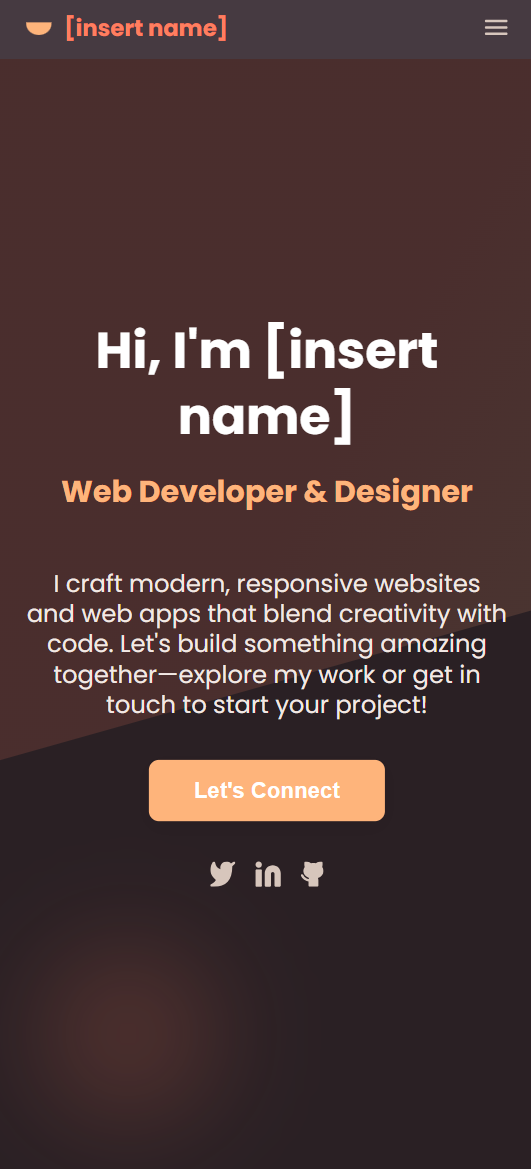 [insert name]
Hi, I'm [insert
name]
Web Developer & Designer
I craft modern, responsive websites
and web apps that blend creativity with
code. Let's build something amazing
together—explore my work or get in
touch to start your project!
Let's Connect